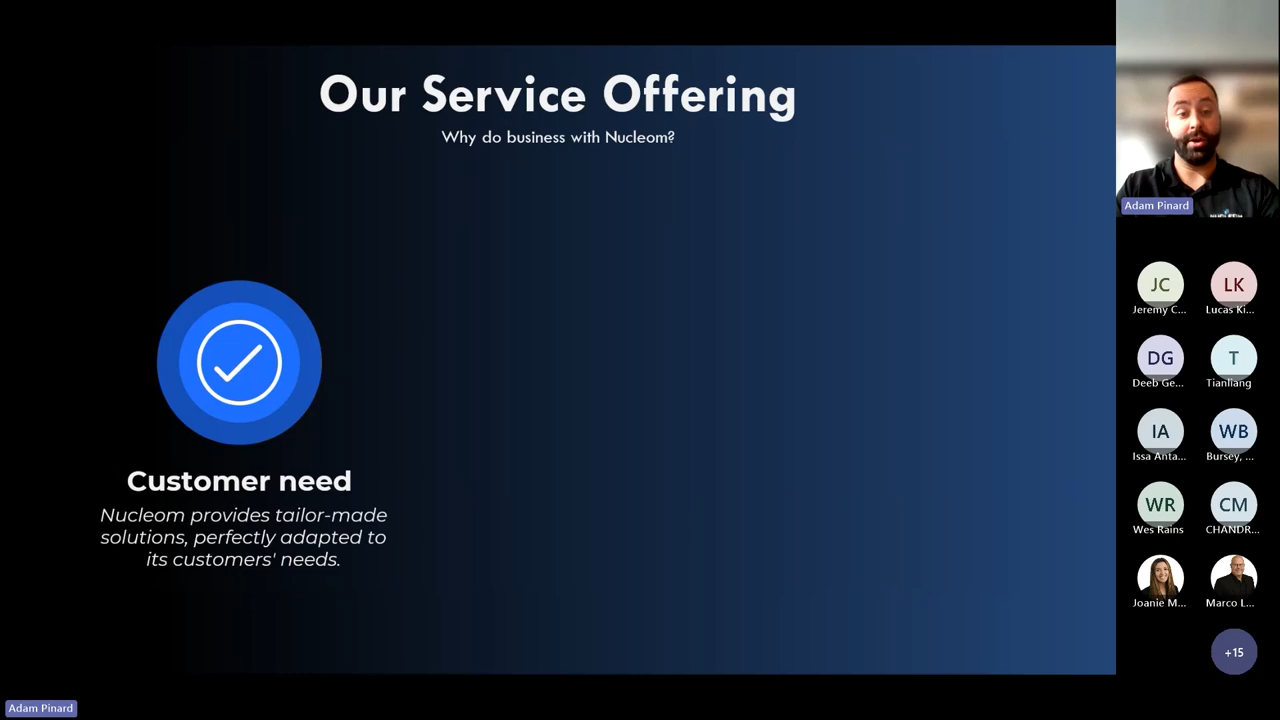 Our Service Offering
Why do business with Nucleom?
Customer need
Nucleom provides tailor-made
solutions, perfectly adapted to
its customers' needs.
Adam Pinard
NUCLEOM
JC
LK
Jeremy C...
Lucas Ki...
DG
T
Deeb Ge...
Tianliang
IA
WB
Issa Anta...
Bursey, ...
WR
CM
Wes Rains
CHANDR...
Joanie M...
Marco L...
+15
Adam Pinard